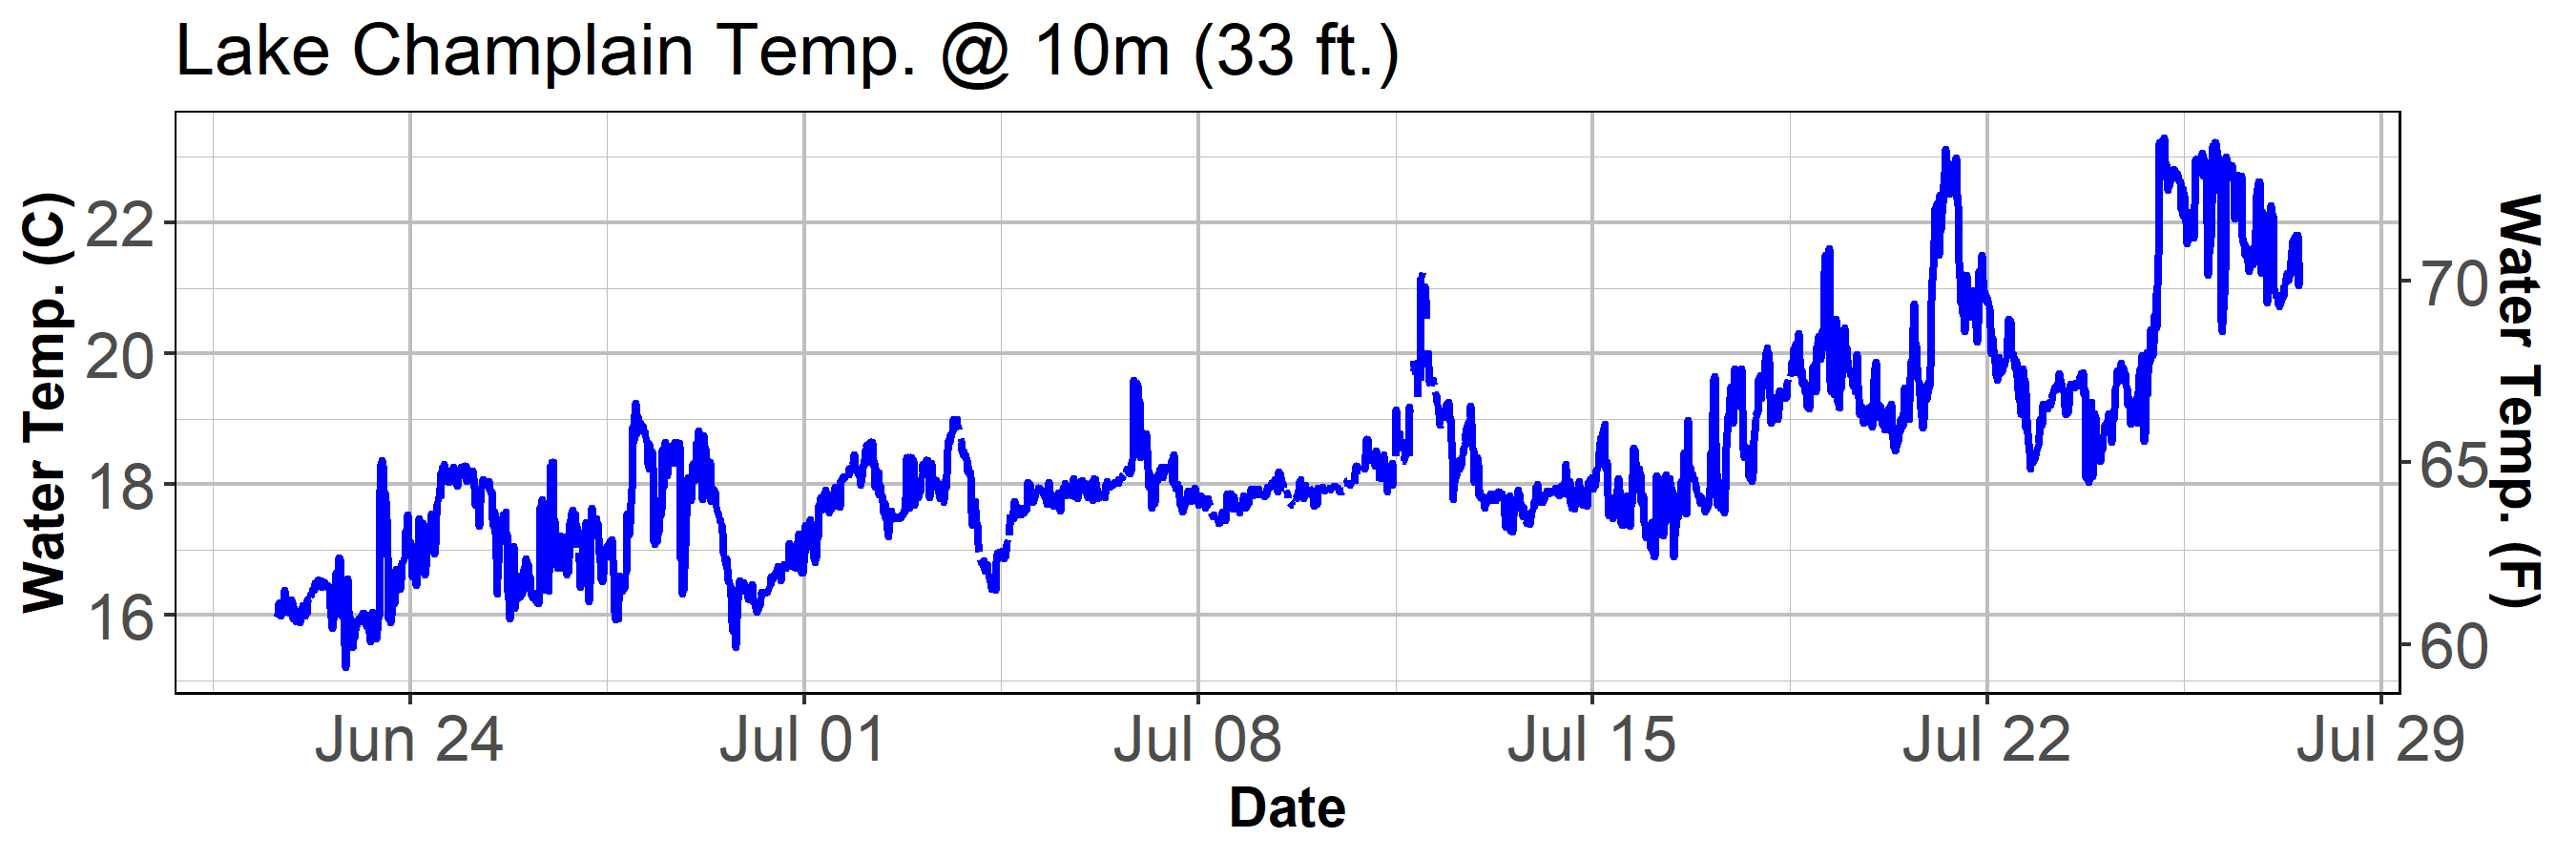 Lake Champlain Temp. @ 10m (33 ft.)
Water Temp. (C)
22
20
18
16
70
65
60
Water Temp. (F)
Jun 24
Jul 01
Jul 08
Jul 15
Jul 22
Jul 29
Date